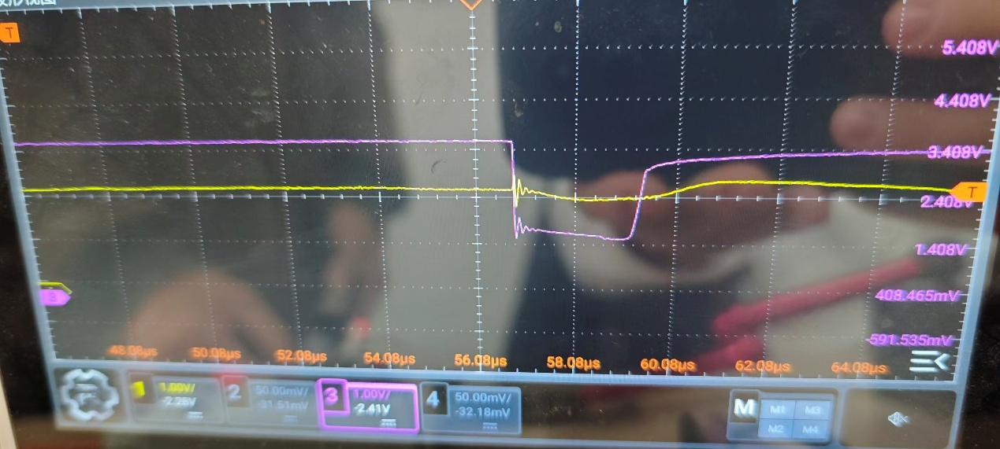 T
5.408V
4.408V
3.408V
T
2.408V
1.408V
3
408.465mV
-591.535mV
48.08μs 50.08μs 52.08μs 54.08μs 56.08μs 58.08μs 60.08μs 62.08μs 64.08μs
1 1.00V/ -2.28V
2 50.00mV/ -31.51mV
3 1.00V/ -2.41V
4 50.00mV/ -32.18mV
M M1 M3
M2 M4